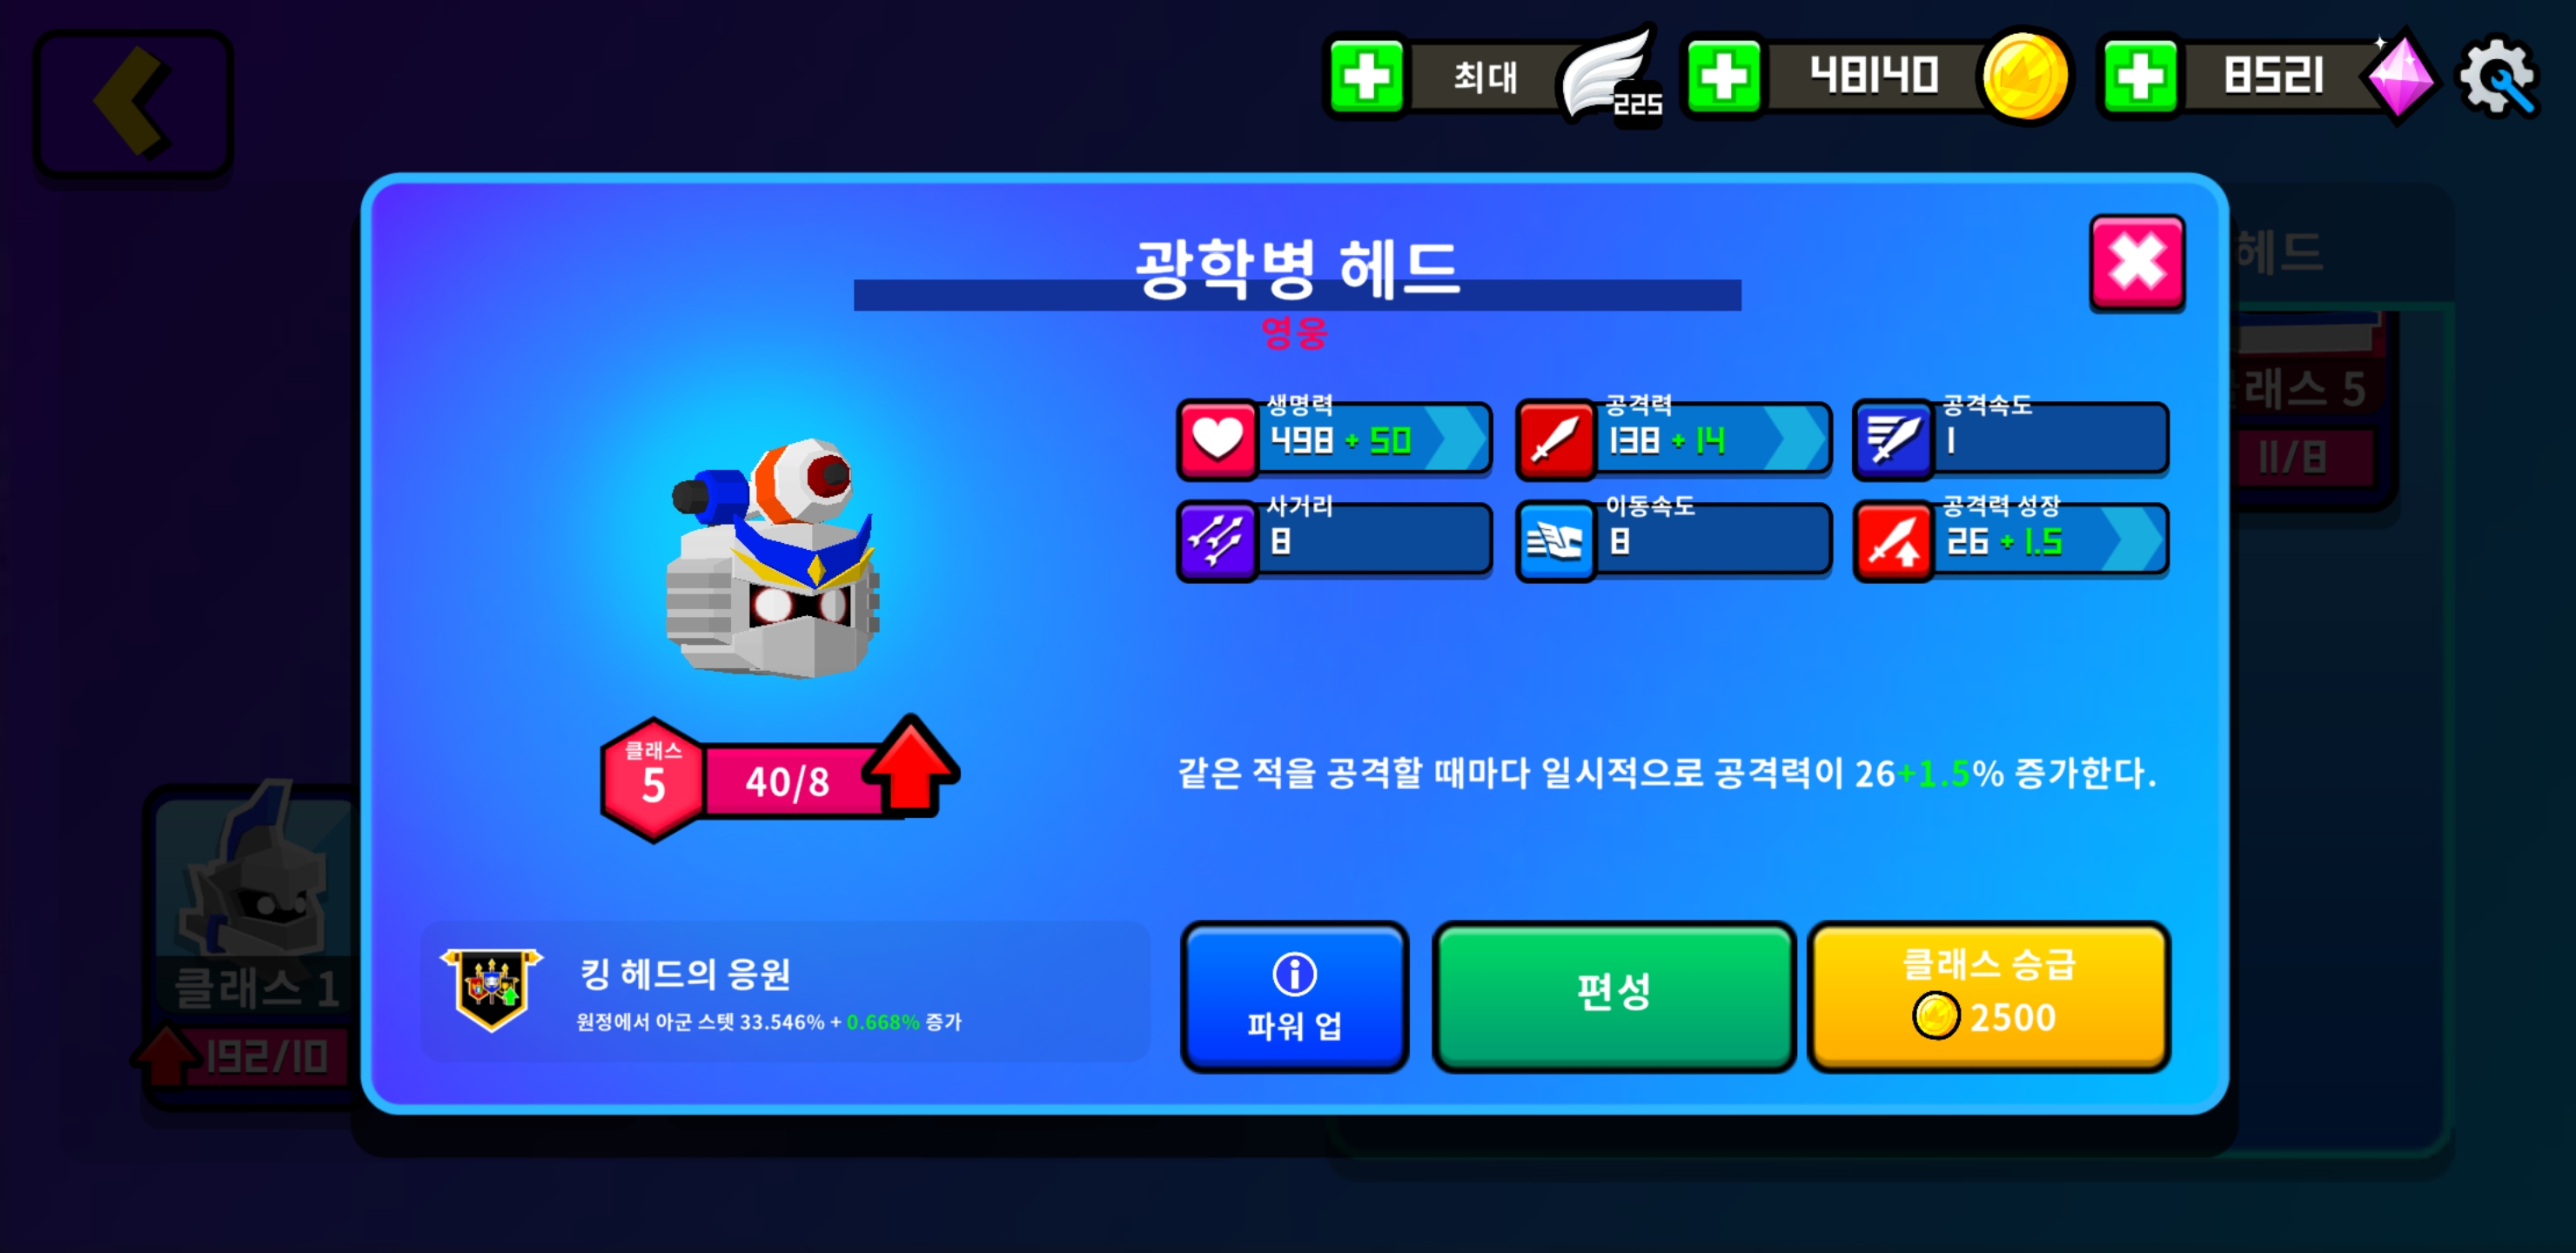 최대
225
48140
8521
광학병 헤드
영웅
헤드
생명력
498 + 50
공격력
138 + 14
공격속도
1
래스 5
11/8
사거리
8
이동속도
8
공격력 성장
26 + 1.5
클래스
5
40/8
같은 적을 공격할 때마다 일시적으로 공격력이 26+1.5% 증가한다.
클래스 1
192/10
킹 헤드의 응원
원정에서 아군 스텟 33.546% + 0.668% 증가
파워 업
편성
클래스 승급
2500